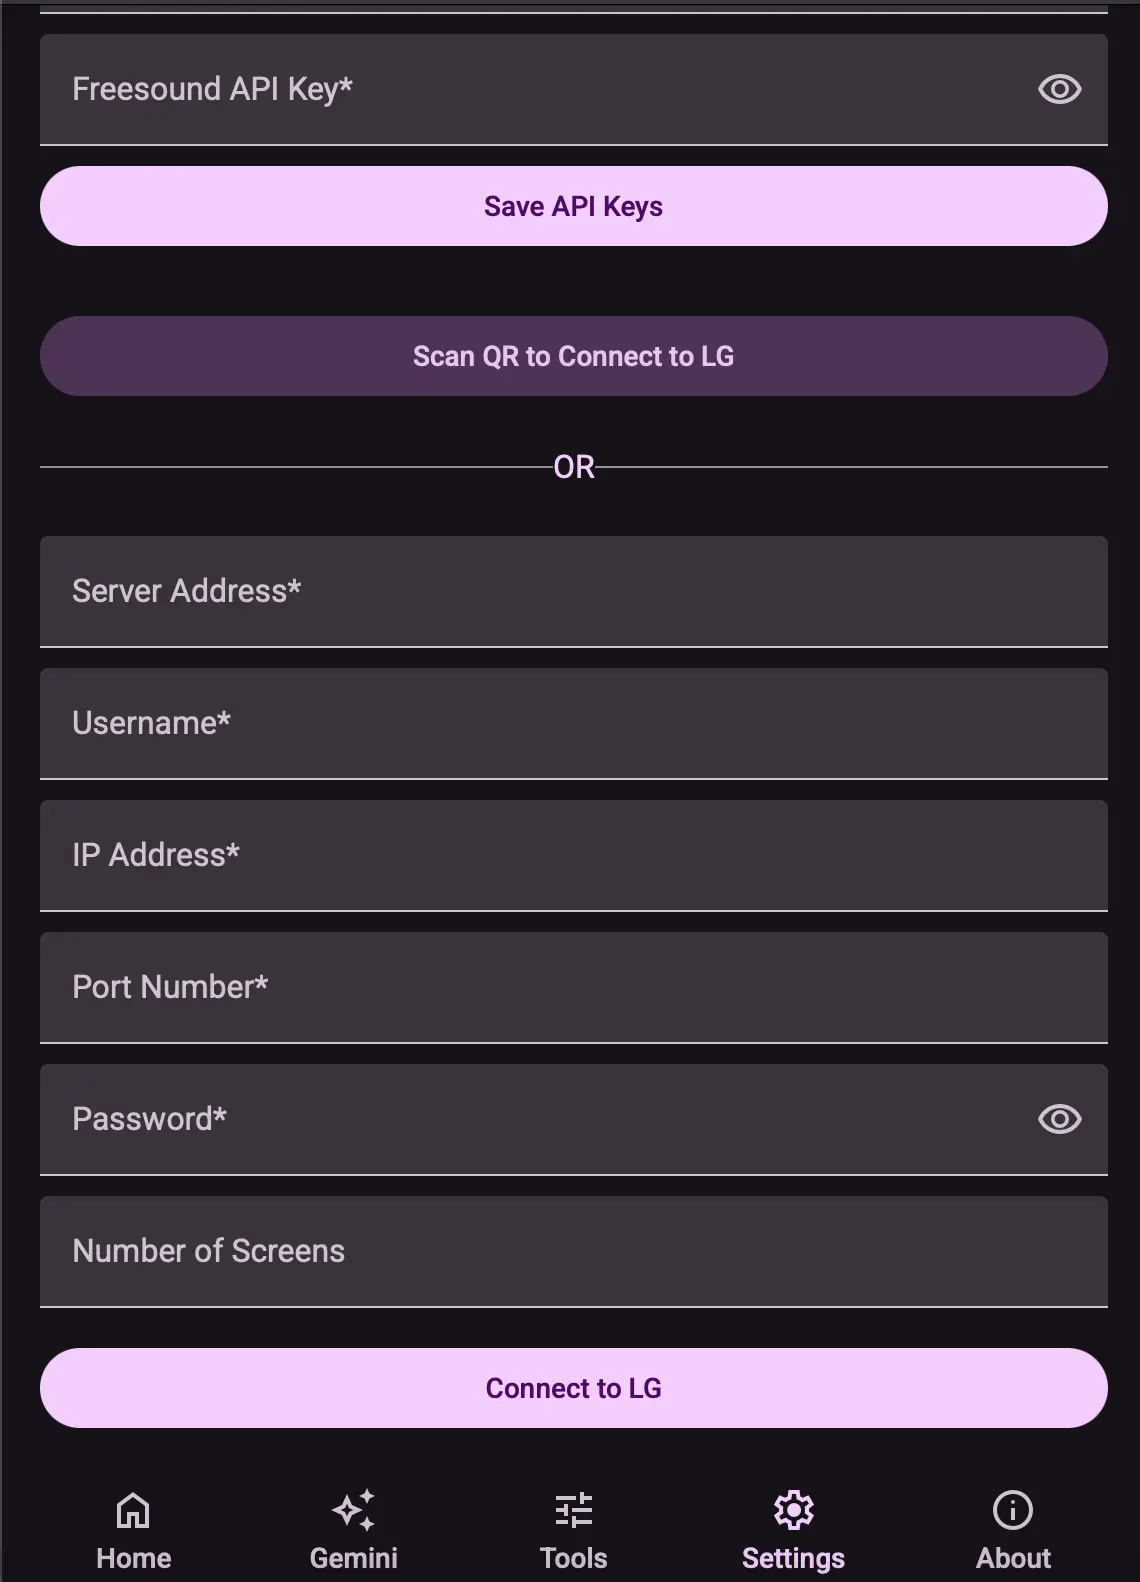 Freesound API Key*
Save API Keys
Scan QR to Connect to LG
OR
Server Address*
Username*
IP Address*
Port Number*
Password*
Number of Screens
Connect to LG
Home Gemini Tools Settings About